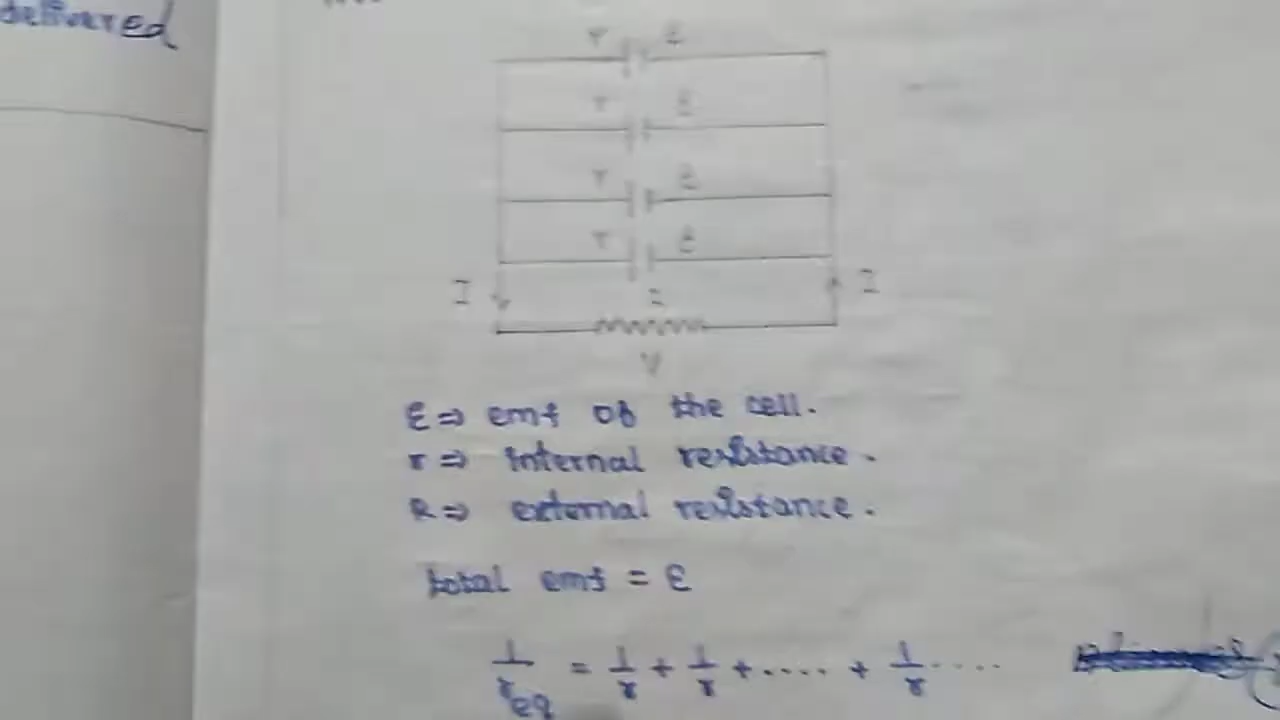 delivered
r ε
r ε
r ε
r ε
I I
V
ε => emf of the cell.
r => internal resistance.
R => external resistance.
total emf = ε
1/r_eq = 1/r + 1/r + .... + 1/r ....